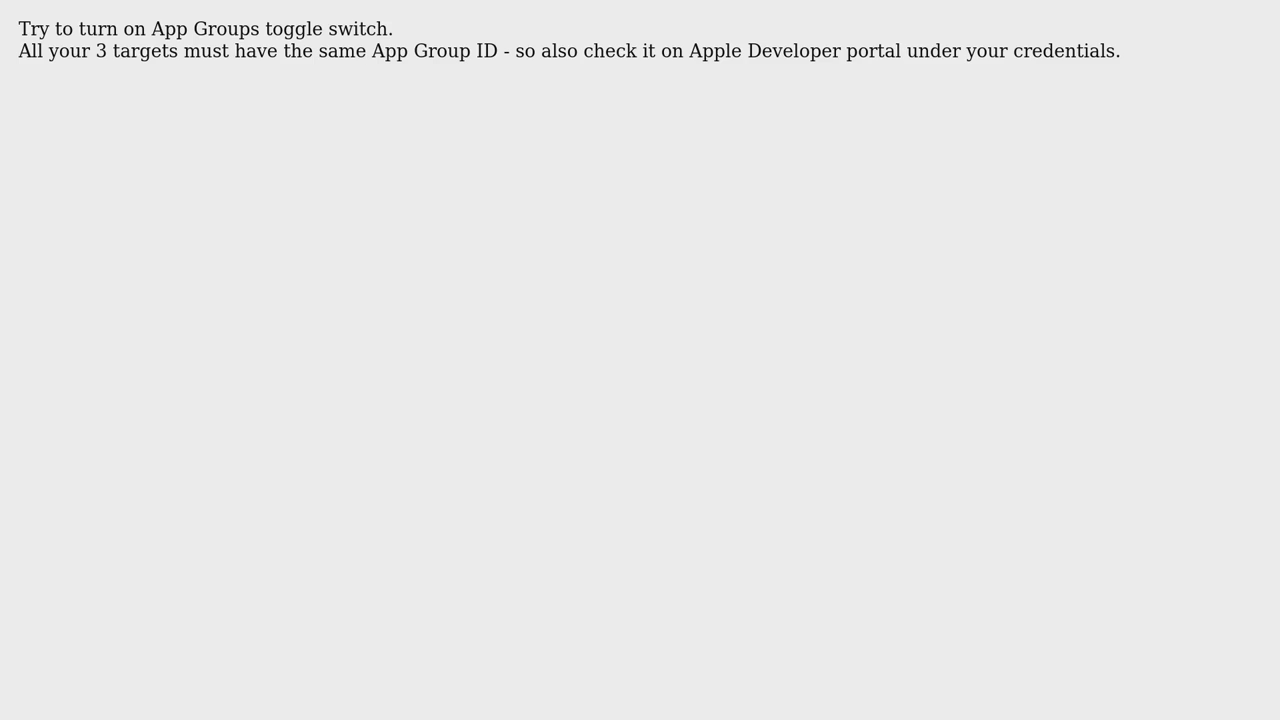 Try to turn on App Groups toggle switch.
All your 3 targets must have the same App Group ID - so also check it on Apple Developer portal under your credentials.